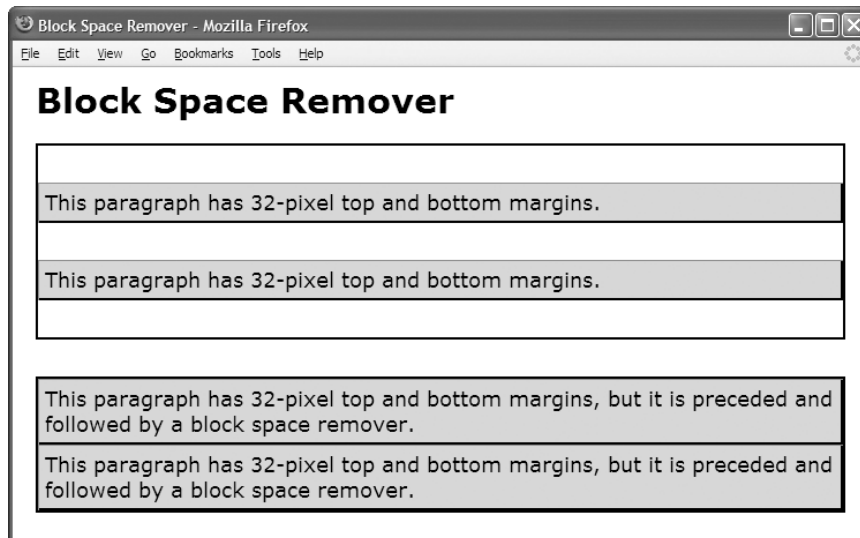 Block Space Remover - Mozilla Firefox
File Edit View Go Bookmarks Tools Help
Block Space Remover
This paragraph has 32-pixel top and bottom margins.
This paragraph has 32-pixel top and bottom margins.
This paragraph has 32-pixel top and bottom margins, but it is preceded and
followed by a block space remover.
This paragraph has 32-pixel top and bottom margins, but it is preceded and
followed by a block space remover.